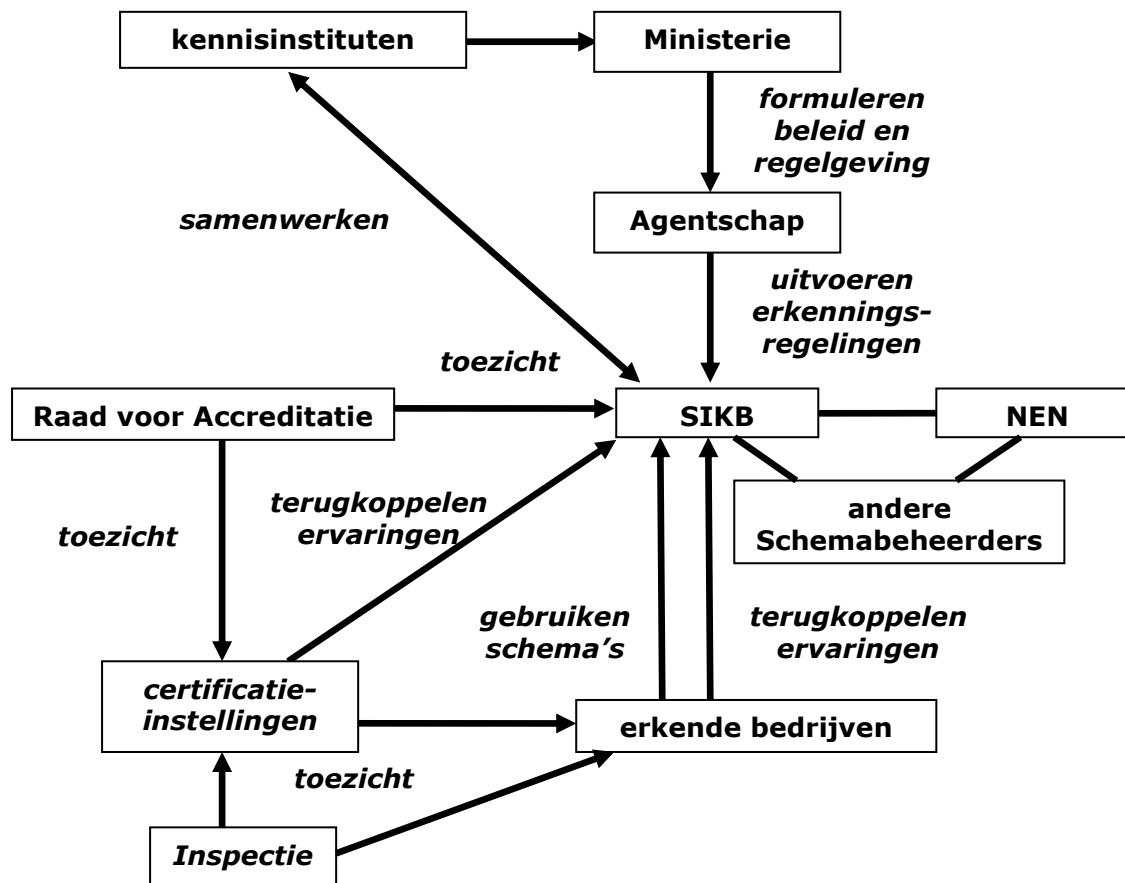 kennisinstituten
Ministerie
formuleren
beleid en
regelgeving
samenwerken
Agentschap
uitvoeren
erkennings-
regelingen
toezicht
Raad voor Accreditatie
SIKB
NEN
terugkoppelen
ervaringen
toezicht
andere
Schemabeheerders
gebruiken
schema’s
terugkoppelen
ervaringen
certificatie-
instellingen
erkende bedrijven
toezicht
Inspectie